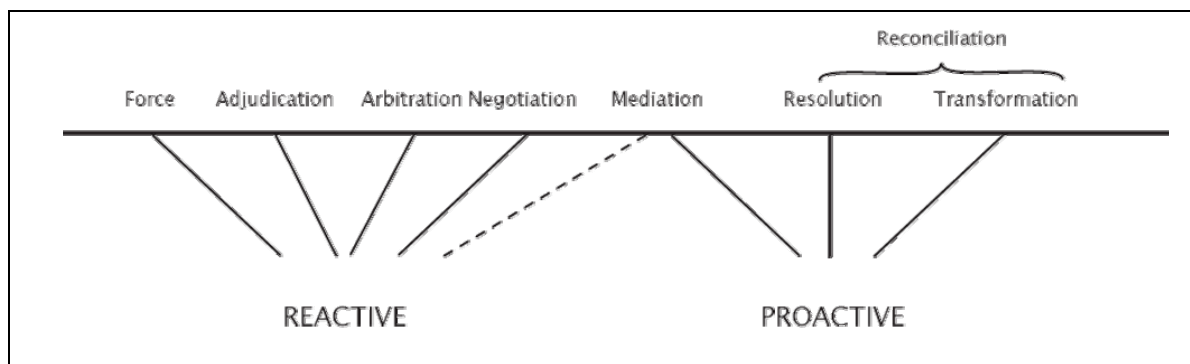 Reconciliation
Force Adjudication Arbitration Negotiation Mediation Resolution Transformation
REACTIVE PROACTIVE